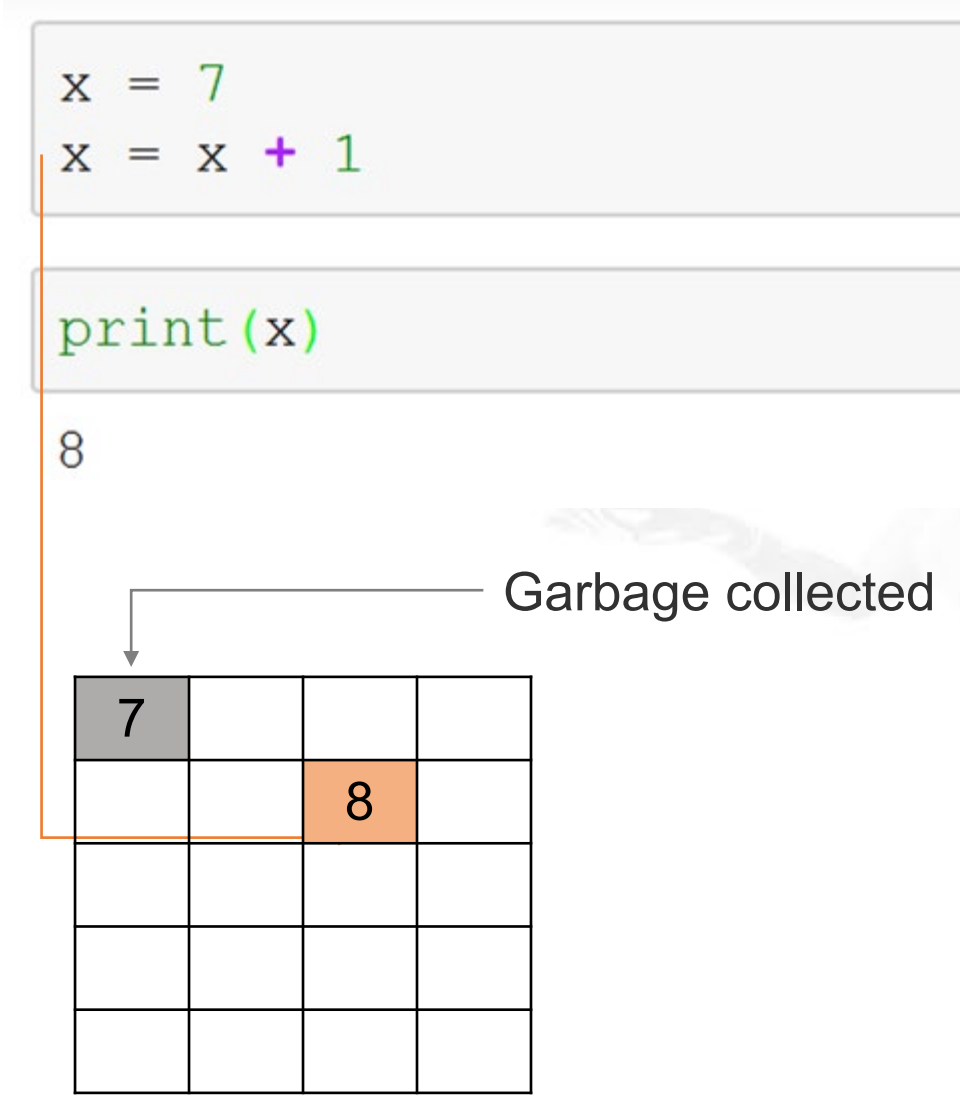 x = 7
x = x + 1
print(x)
8
Garbage collected
7
8